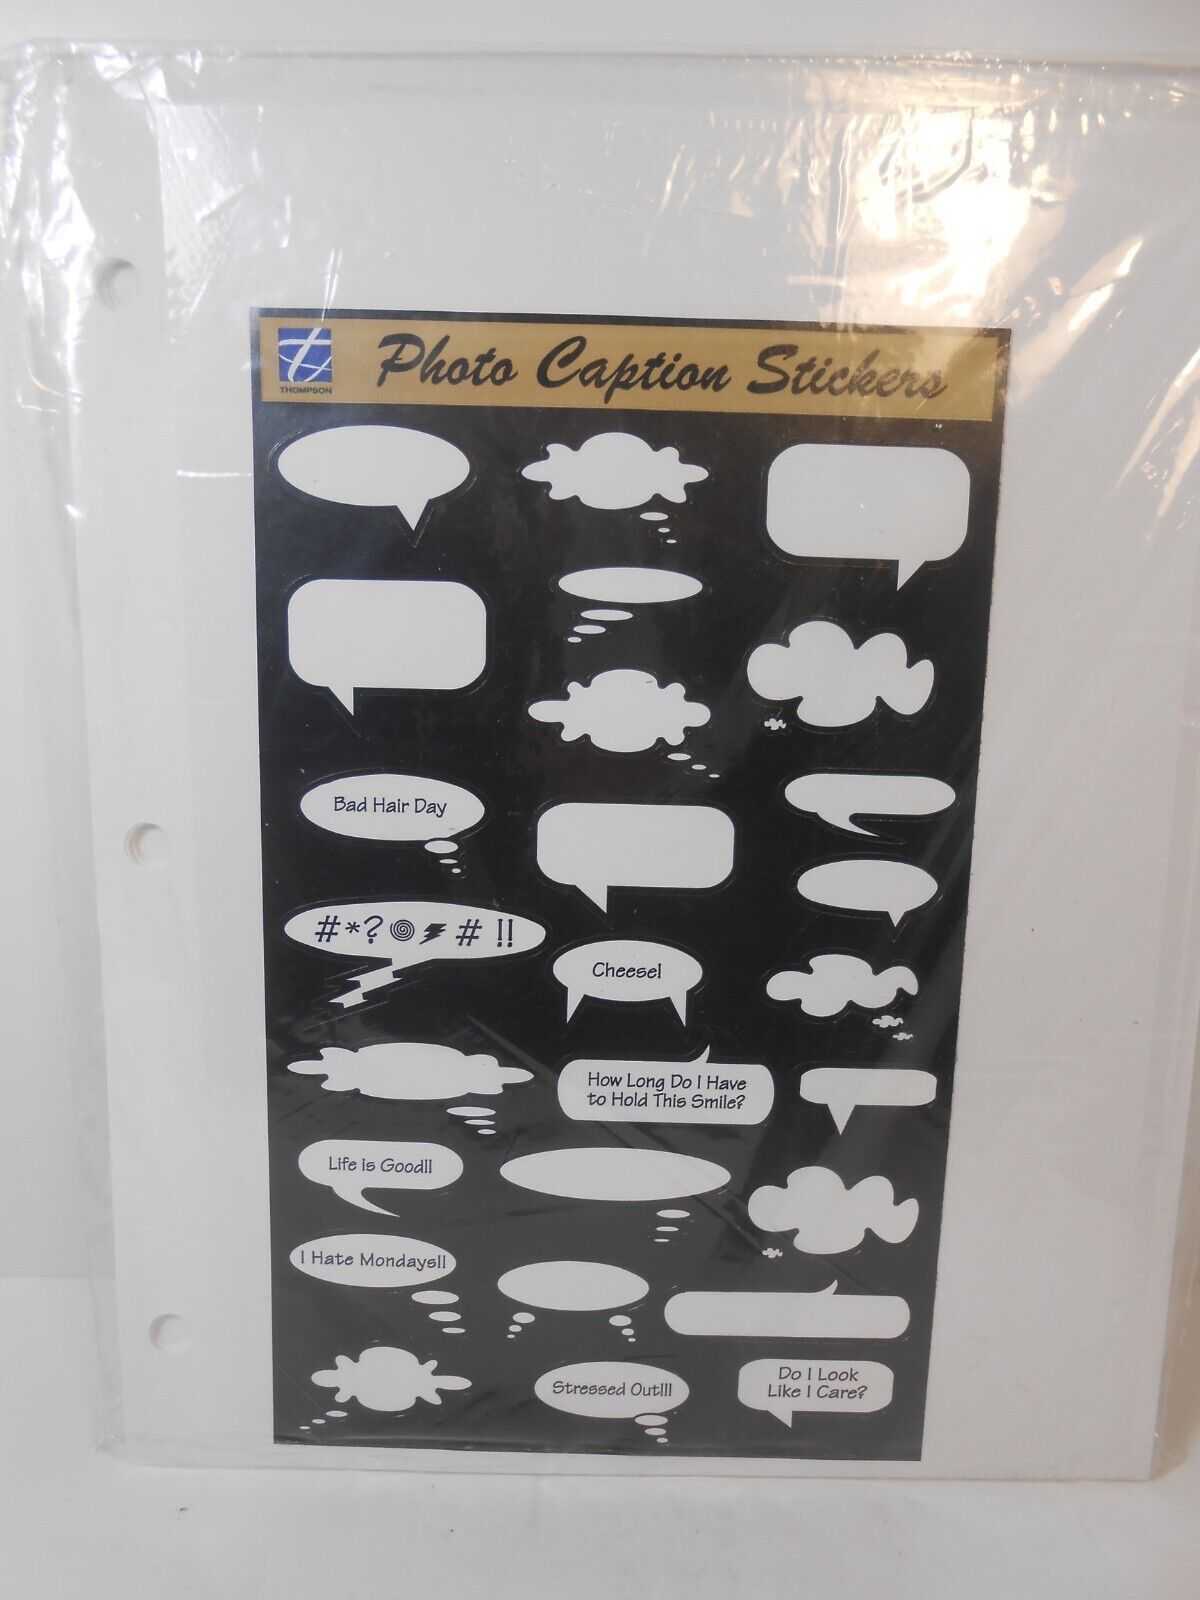 THOMPSON
Photo Caption Stickers
Bad Hair Day
#*? # !!
Cheese!
How Long Do I Have
to Hold This Smile?
Life is Good!!
I Hate Mondays!!
Stressed Out!!!
Do I Look
Like I Care?